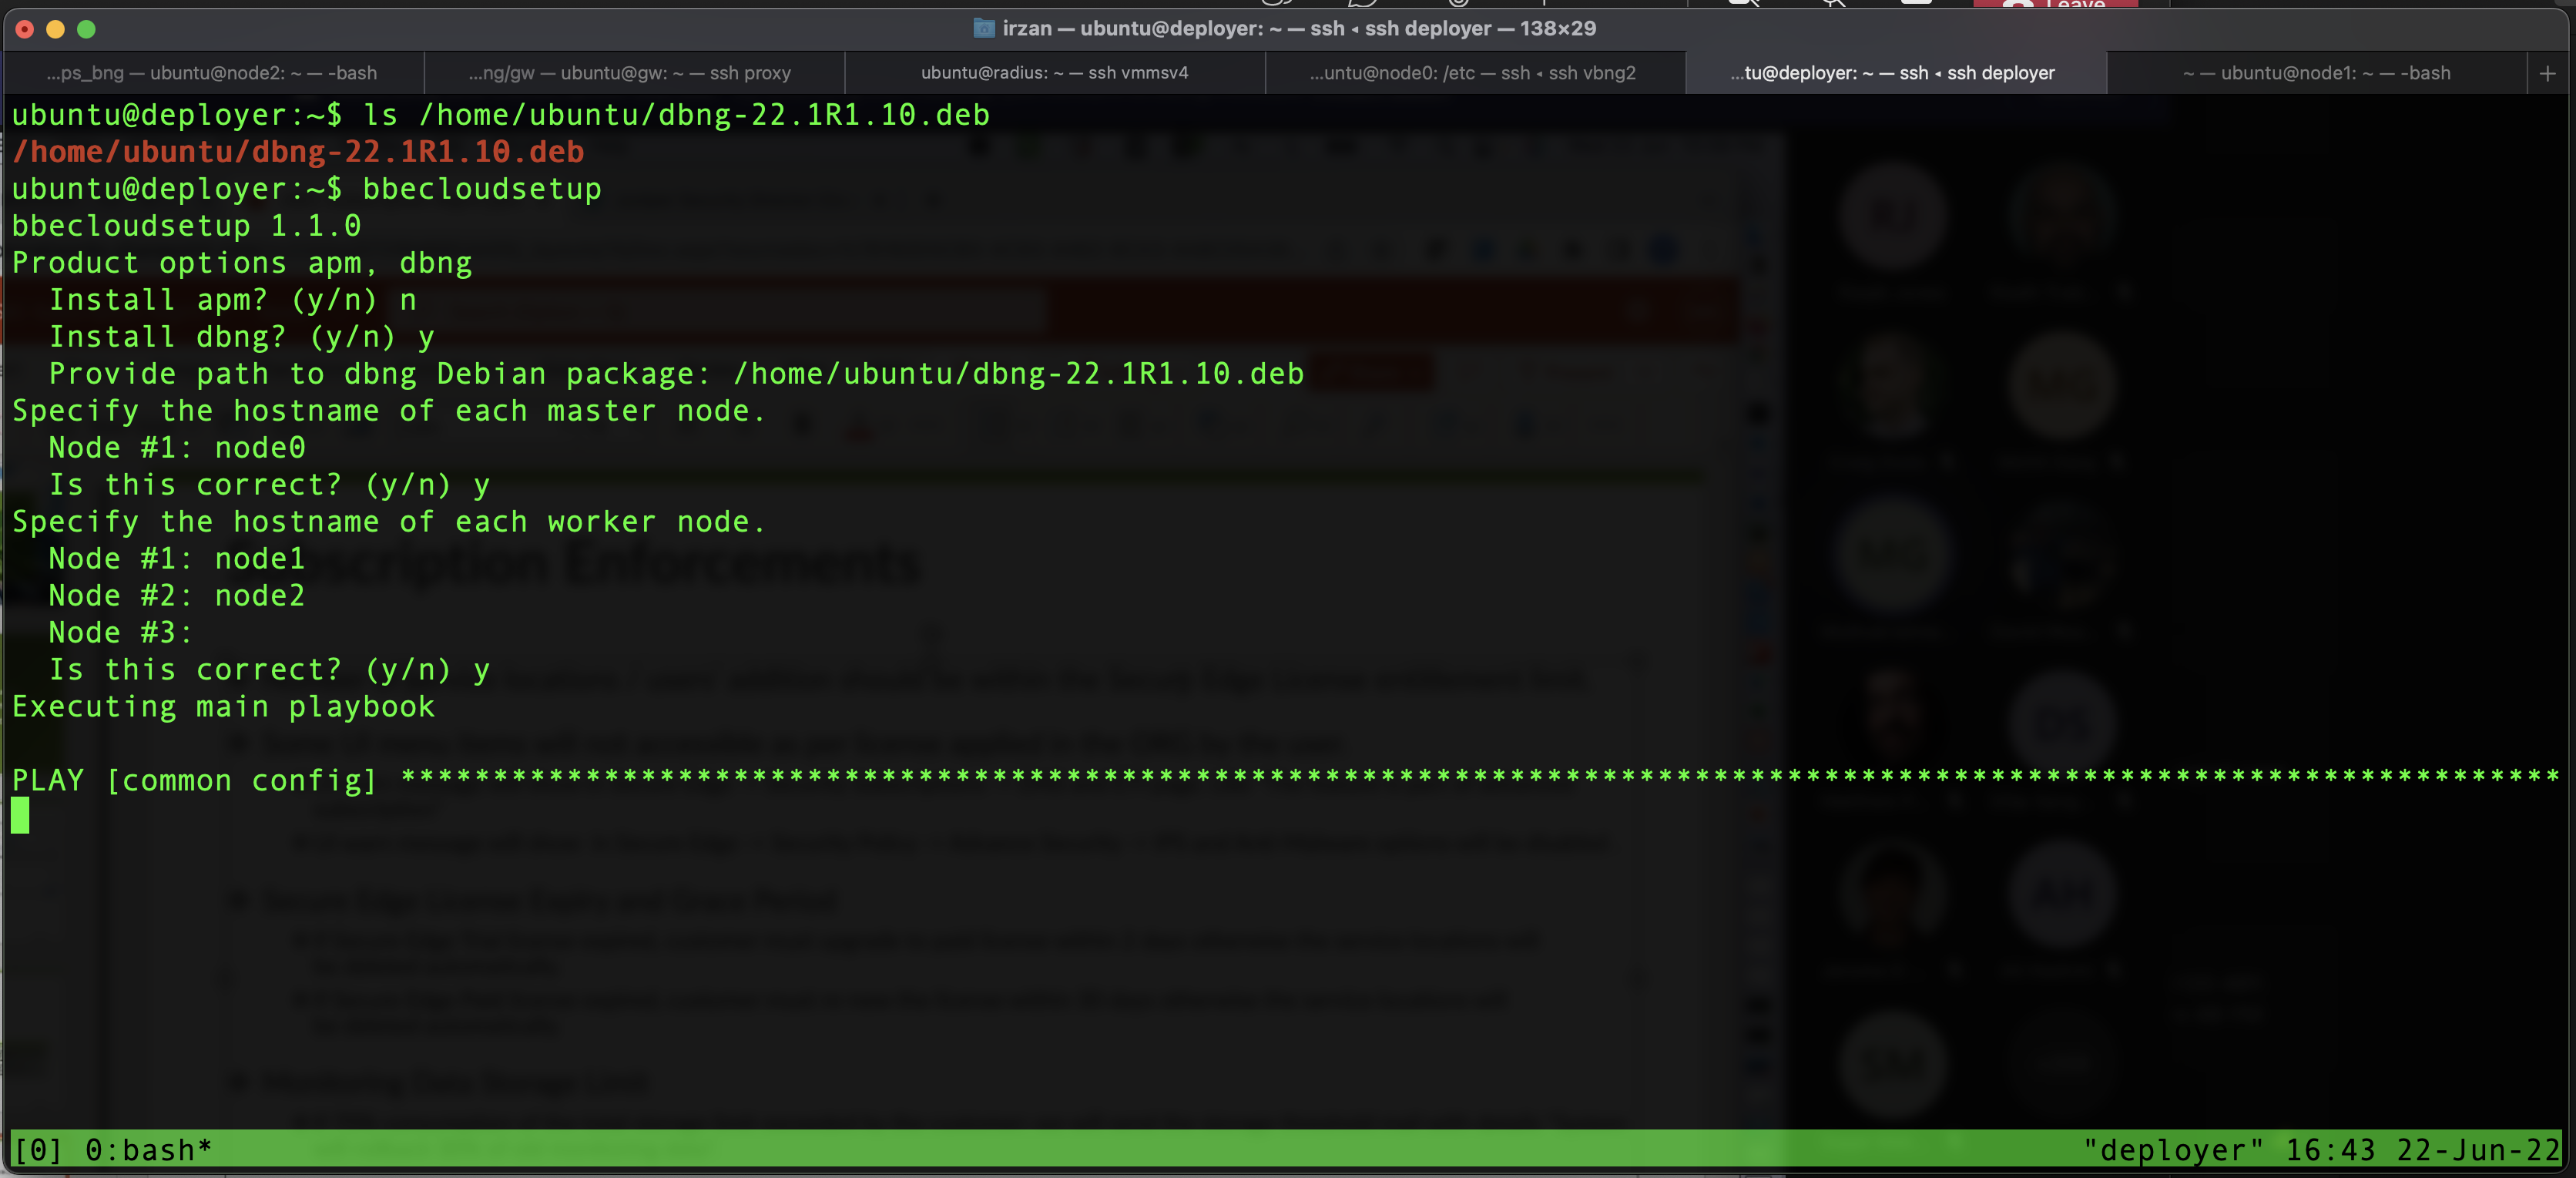 Leave
irzan — ubuntu@deployer: ~ — ssh ◂ ssh deployer — 138×29
...ps_bng — ubuntu@node2: ~ — -bash
...ng/gw — ubuntu@gw: ~ — ssh proxy
ubuntu@radius: ~ — ssh vmmsv4
...untu@node0: /etc — ssh ◂ ssh vbng2
...tu@deployer: ~ — ssh ◂ ssh deployer
~ — ubuntu@node1: ~ — -bash
ubuntu@deployer:~$ ls /home/ubuntu/dbng-22.1R1.10.deb
/home/ubuntu/dbng-22.1R1.10.deb
ubuntu@deployer:~$ bbecloudsetup
bbecloudsetup 1.1.0
Product options apm, dbng
  Install apm? (y/n) n
  Install dbng? (y/n) y
  Provide path to dbng Debian package: /home/ubuntu/dbng-22.1R1.10.deb
Specify the hostname of each master node.
  Node #1: node0
  Is this correct? (y/n) y
Specify the hostname of each worker node.
  Node #1: node1
  Node #2: node2
  Node #3:
  Is this correct? (y/n) y
Executing main playbook
PLAY [common config] *********************************************************************************************************************
[0] 0:bash* "deployer" 16:43 22-Jun-22